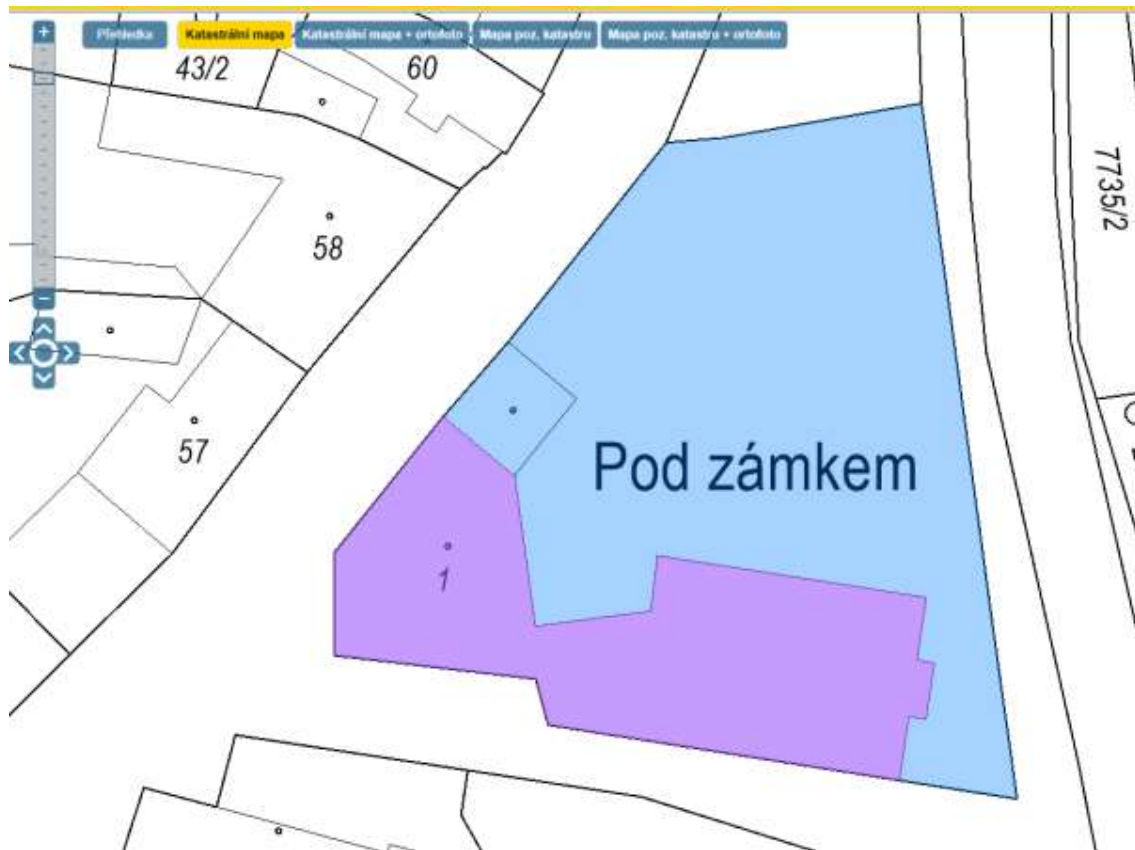 Přehledka
Katastrální mapa
Katastrální mapa + ortofoto
Mapa poz. katastru
Mapa poz. katastru + ortofoto
43/2
60
7735/2
58
57
Pod zámkem
1